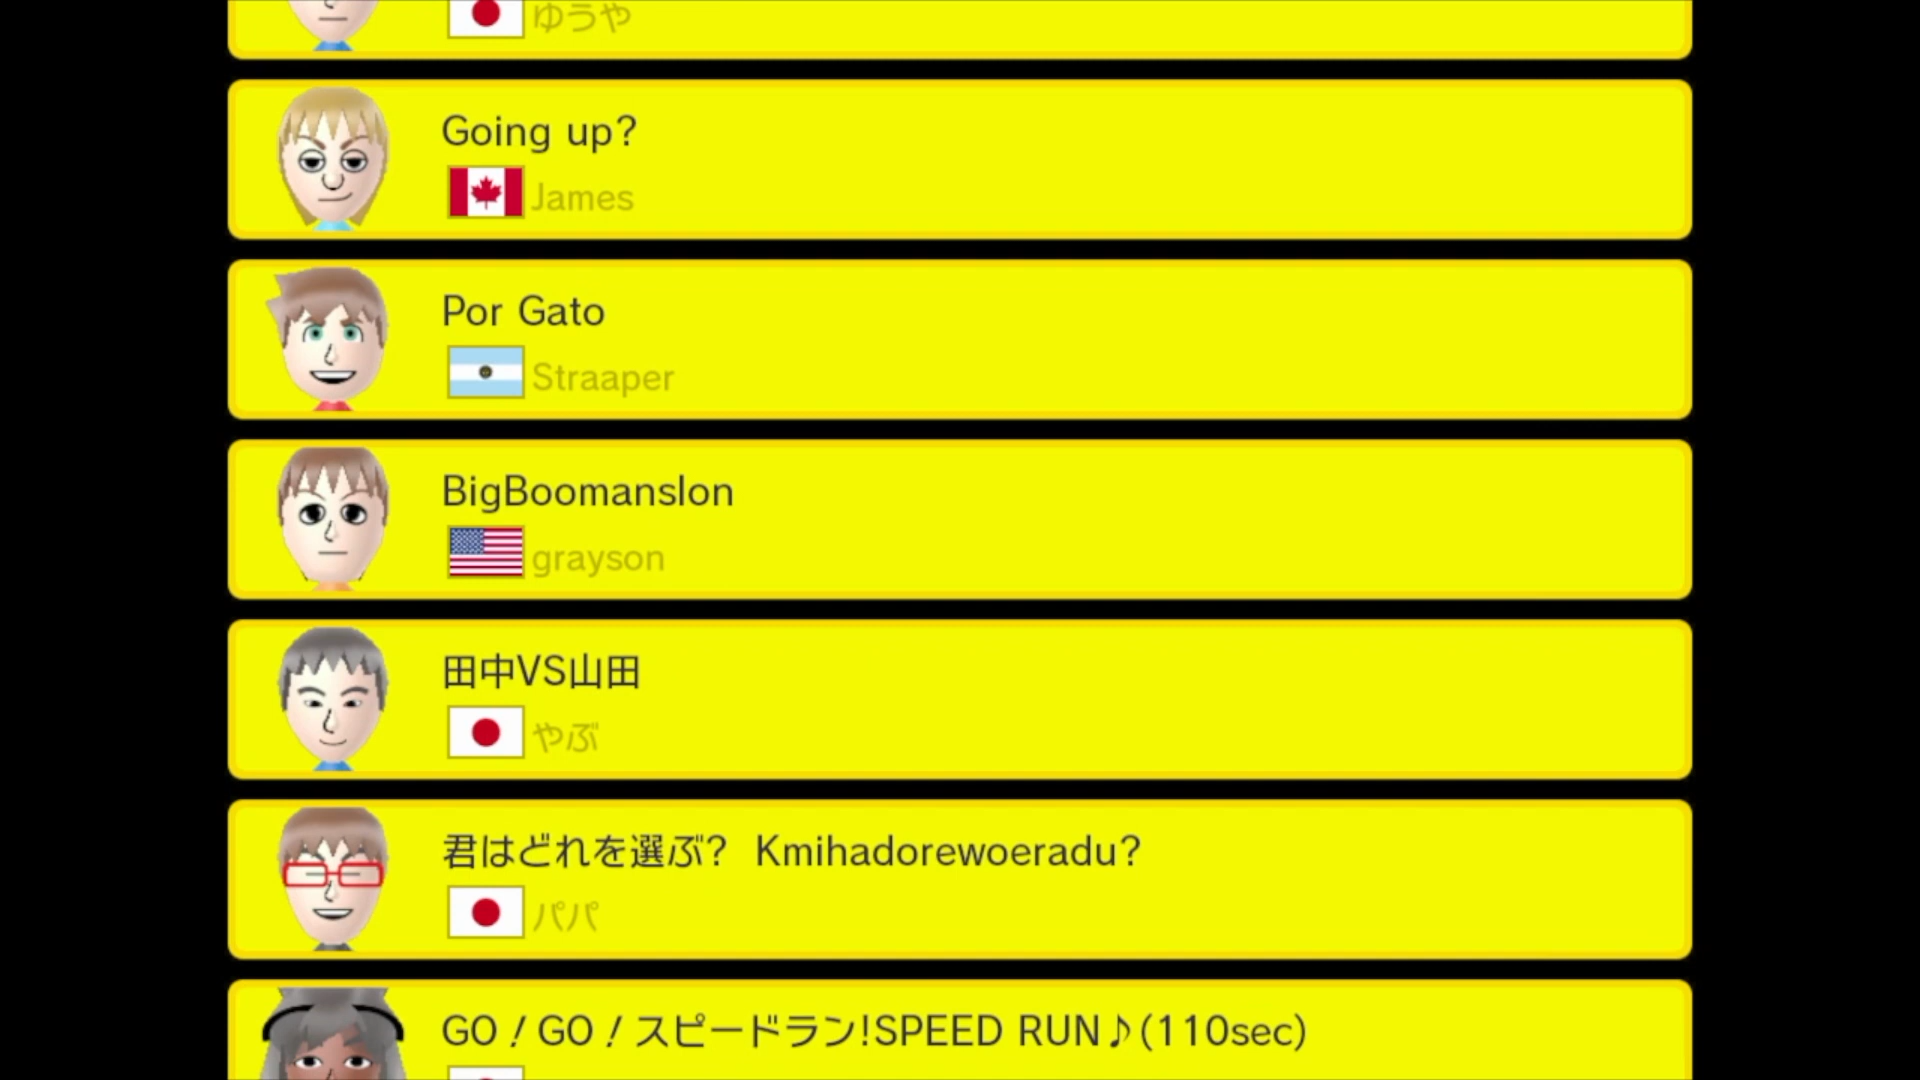 ゆうや
Going up?
James
Por Gato
Straaper
BigBoomanslon
grayson
田中VS山田
やぶ
君はどれを選ぶ? Kmihadorewoeradu?
パパ
GO!GO!スピードラン!SPEED RUN♪(110sec)